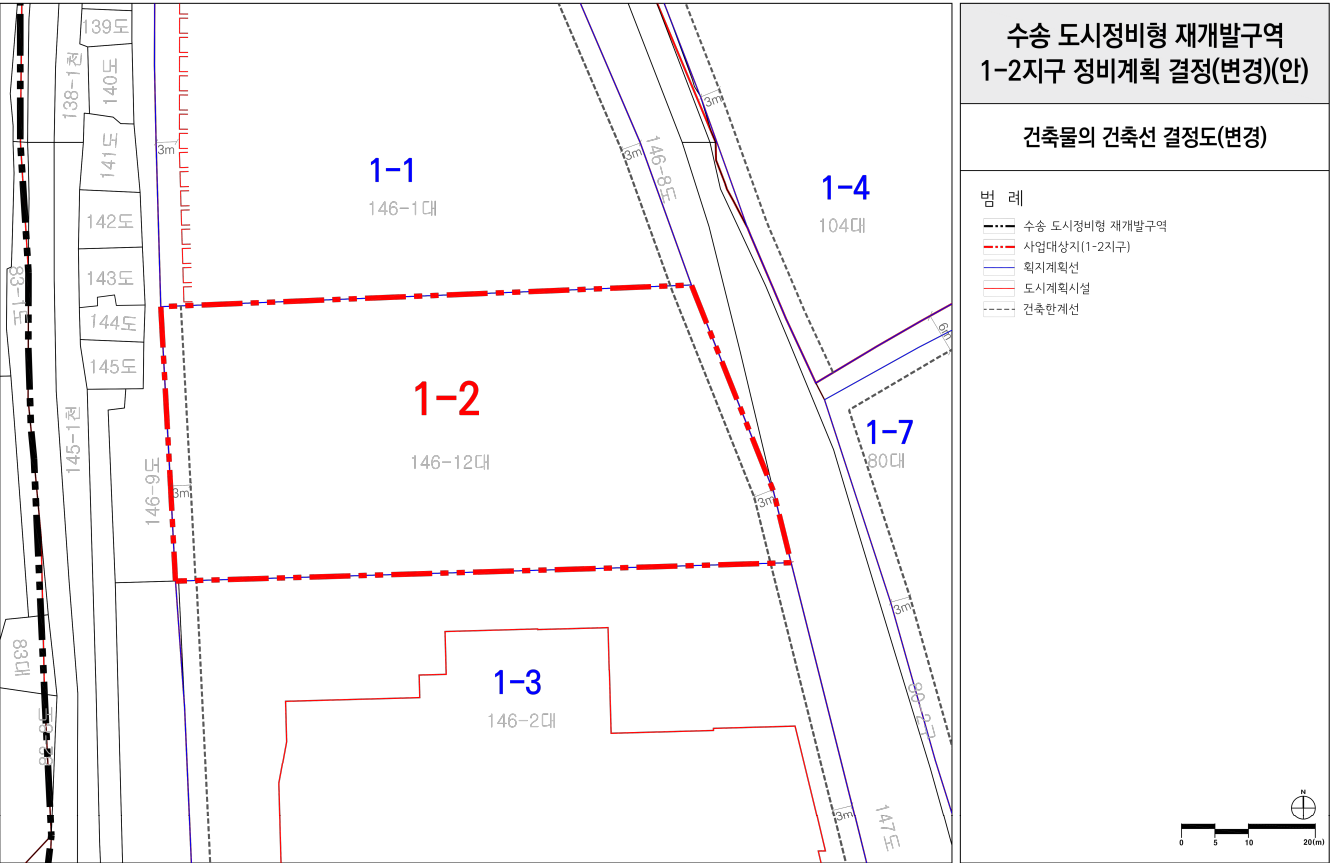 수송 도시정비형 재개발구역
1-2지구 정비계획 결정(변경)(안)
건축물의 건축선 결정도(변경)
범 례
수송 도시정비형 재개발구역
사업대상지(1-2지구)
획지계획선
도시계획시설
건축한계선
139도
138-1천
140도
3m
141도
3m
146-8도
1-1
146-1대
3m
1-4
104대
142도
143도
83-1도
144도
145도
6m
1-2
146-12대
1-7
80대
145-1천
146-9도
3m
3m
3m
83대
1-3
146-2대
3m
147도
N
0
5
10
20(m)